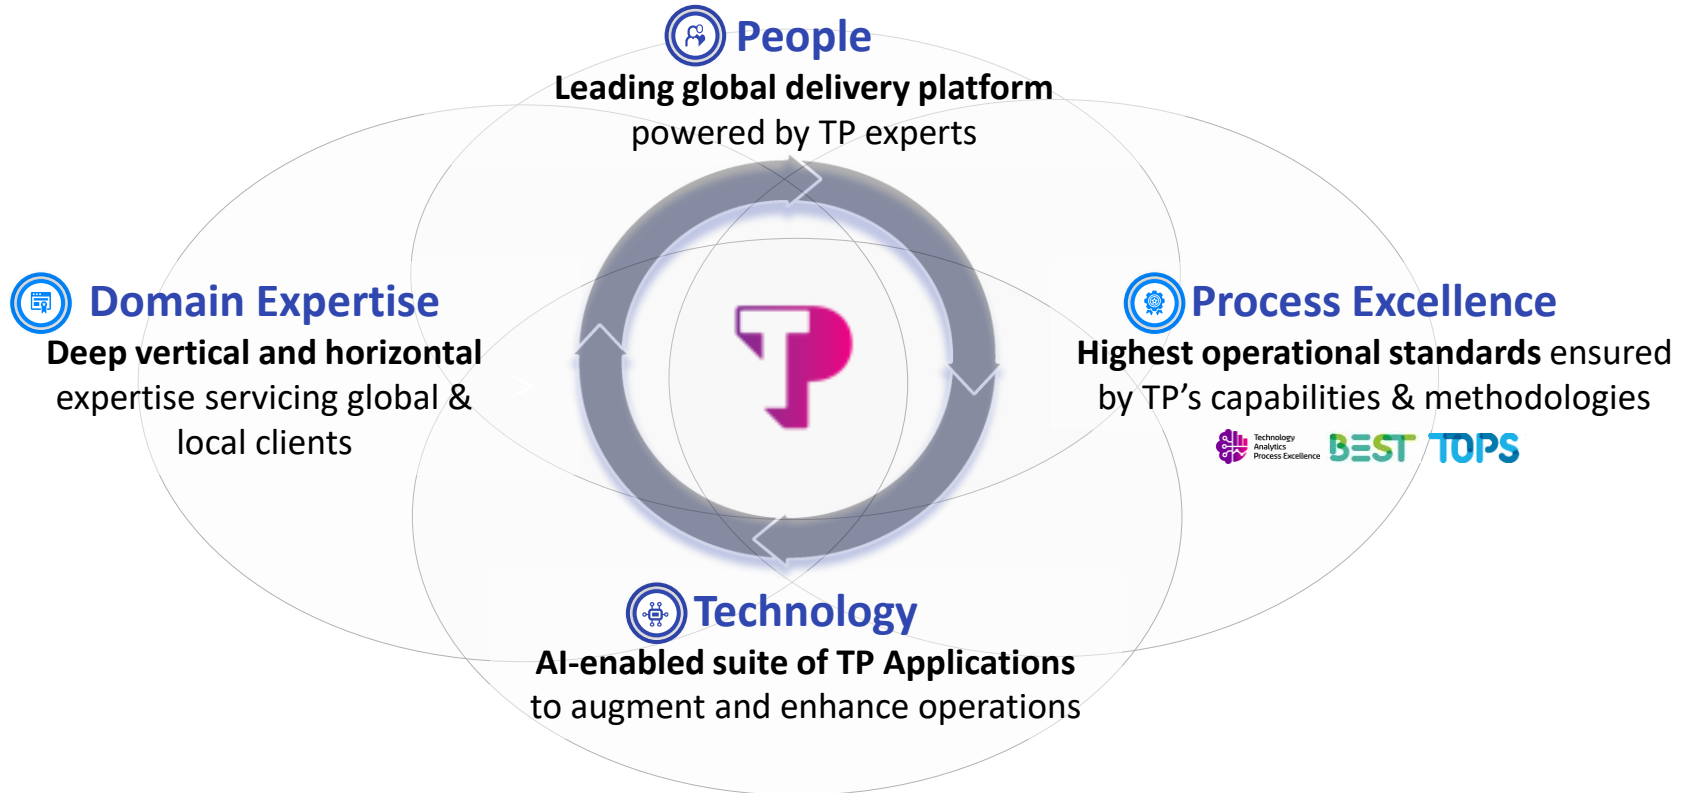 People
Leading global delivery platform
powered by TP experts
Domain Expertise
Deep vertical and horizontal
expertise servicing global &
local clients
TP
Process Excellence
Highest operational standards ensured
by TP’s capabilities & methodologies
Technology
Analytics
Process Excellence
BEST
TOPS
Technology
AI-enabled suite of TP Applications
to augment and enhance operations